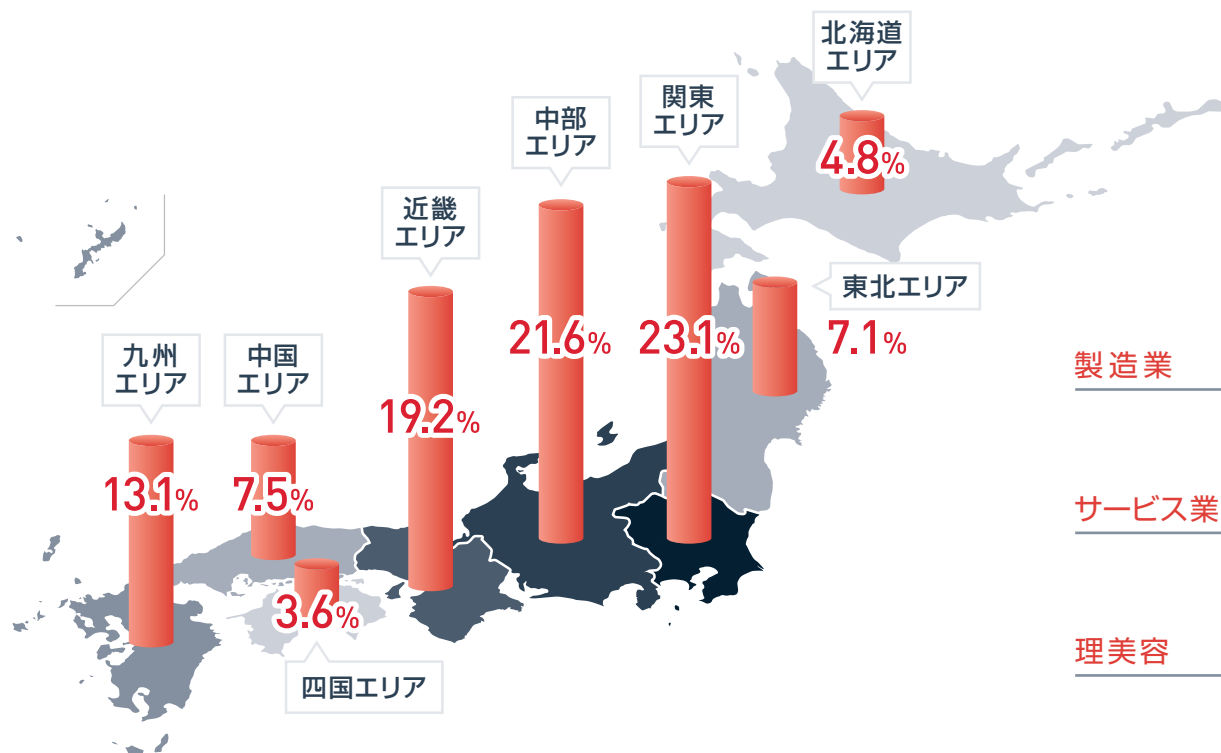 北海道
エリア
4.8%
関東
エリア
23.1%
中部
エリア
21.6%
近畿
エリア
19.2%
東北エリア
7.1%
九州
エリア
13.1%
中国
エリア
7.5%
3.6%
四国エリア
製造業
サービス業
理美容